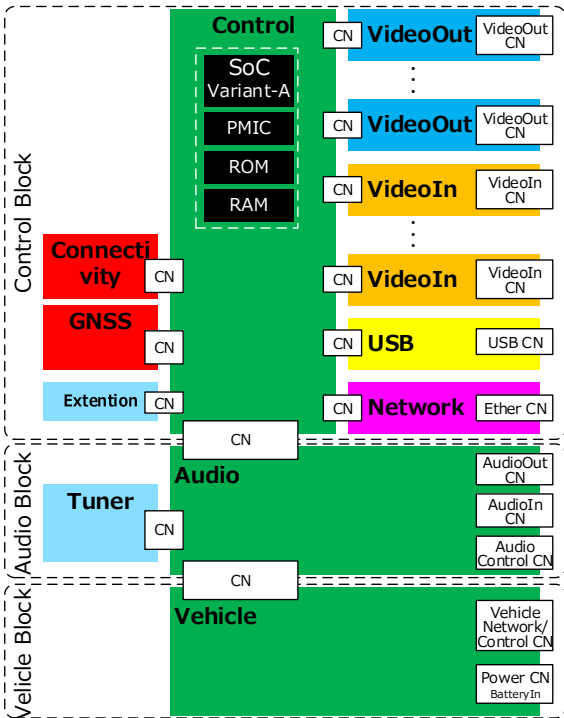 Control Block
Control
SoC
Variant-A
PMIC
ROM
RAM
CN
VideoOut
VideoOut
CN
CN
VideoOut
VideoOut
CN
CN
VideoIn
VideoIn
CN
CN
VideoIn
VideoIn
CN
Connecti
vity
CN
GNSS
CN
CN
USB
USB CN
Extention
CN
CN
Network
Ether CN
CN
Audio Block
Audio
Tuner
CN
AudioOut
CN
AudioIn
CN
Audio
Control CN
CN
Velicle Block
Vehicle
Vehicle
Network/
Control CN
Power CN
BatteryIn